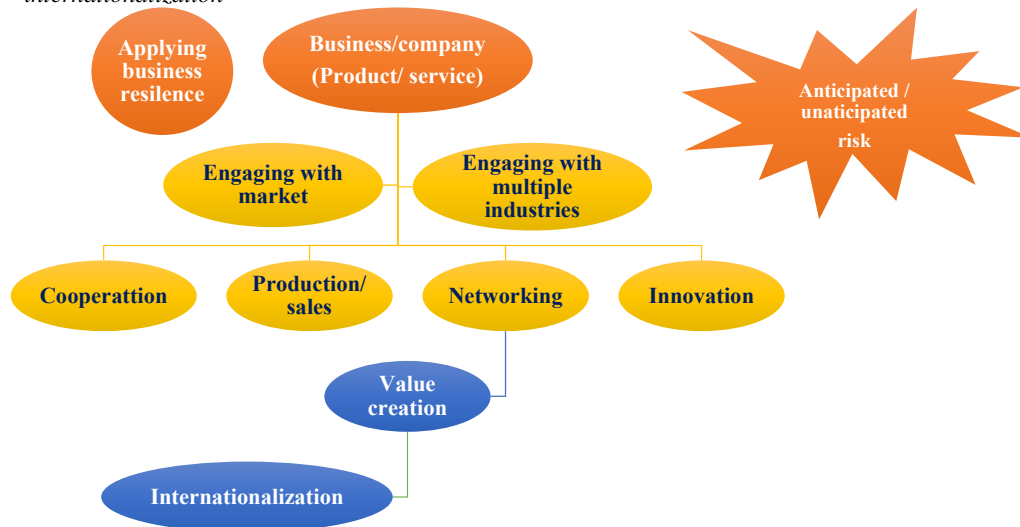 internationalization
Applying
business
resilence
Business/company
(Product/ service)
Anticipated /
unaticipated
risk
Engaging with
market
Engaging with
multiple
industries
Cooperattion
Production/
sales
Networking
Innovation
Value
creation
Internationalization